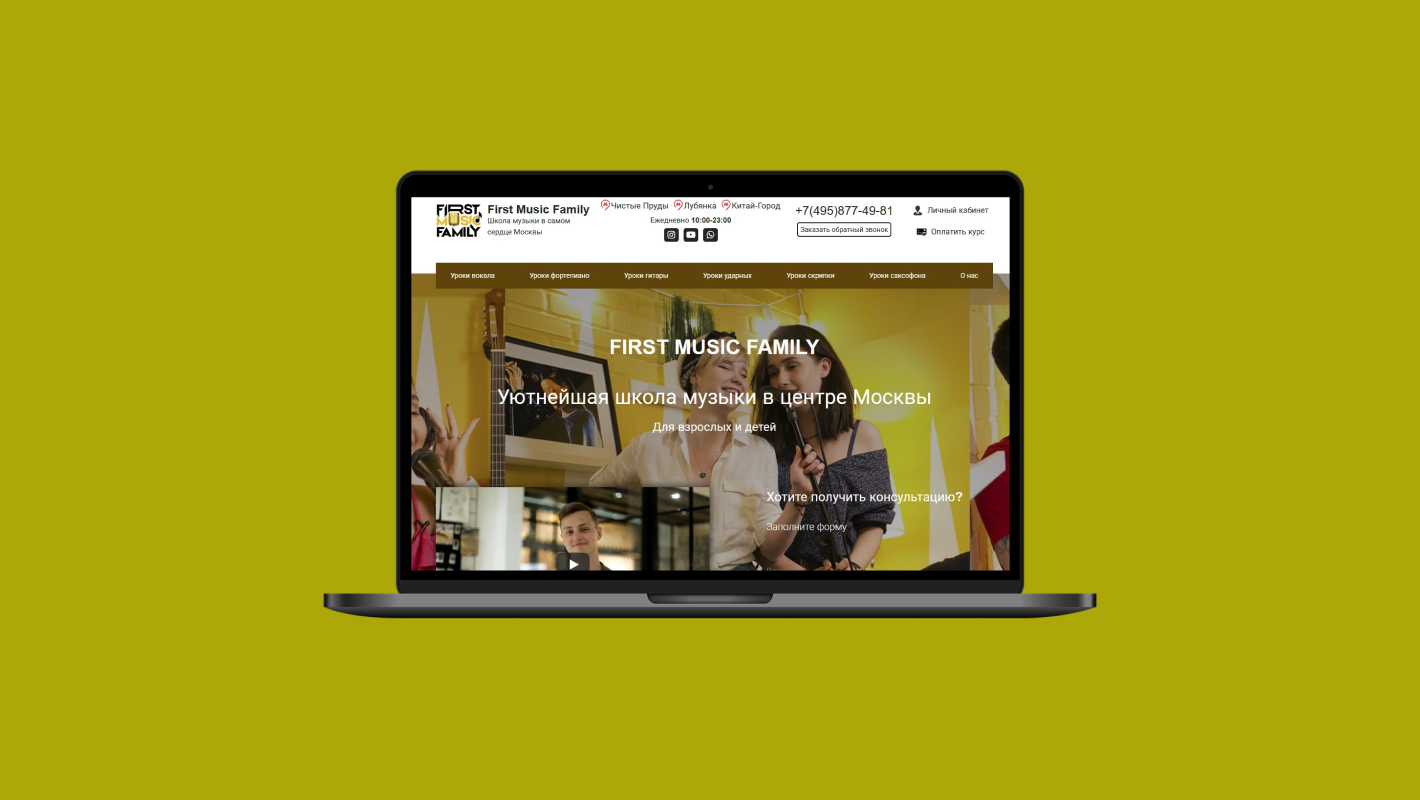 FIRST
MUSIC
FAMILY
First Music Family
Школа музыки в самом
сердце Москвы
Чистые Пруды Лубянка Китай-Город
Ежедневно 10:00-23:00
+7(495)877-49-81
Заказать обратный звонок
Личный кабинет
Оплатить курс
Уроки вокала Уроки фортепиано Уроки гитары Уроки ударных Уроки скрипки Уроки саксофона О нас
FIRST MUSIC FAMILY
Уютнейшая школа музыки в центре Москвы
Для взрослых и детей
Хотите получить консультацию?
Заполните форму